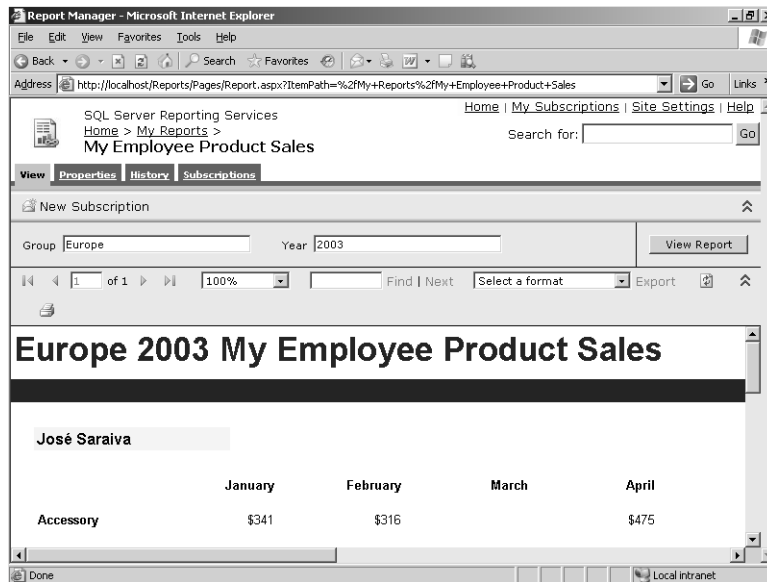 Report Manager - Microsoft Internet Explorer
File Edit View Favorites Tools Help
Back Search Favorites
Address http://localhost/Reports/Pages/Report.aspx?ItemPath=%2fMy+Reports%2fMy+Employee+Product+Sales Go Links
SQL Server Reporting Services
Home | My Subscriptions | Site Settings | Help
Home > My Reports >
Search for: Go
My Employee Product Sales
View Properties History Subscriptions
New Subscription
Group Europe Year 2003 View Report
1 of 1 100% Find | Next Select a format Export
Europe 2003 My Employee Product Sales
José Saraiva
January February March April
Accessory $341 $316 $475
Done Local intranet